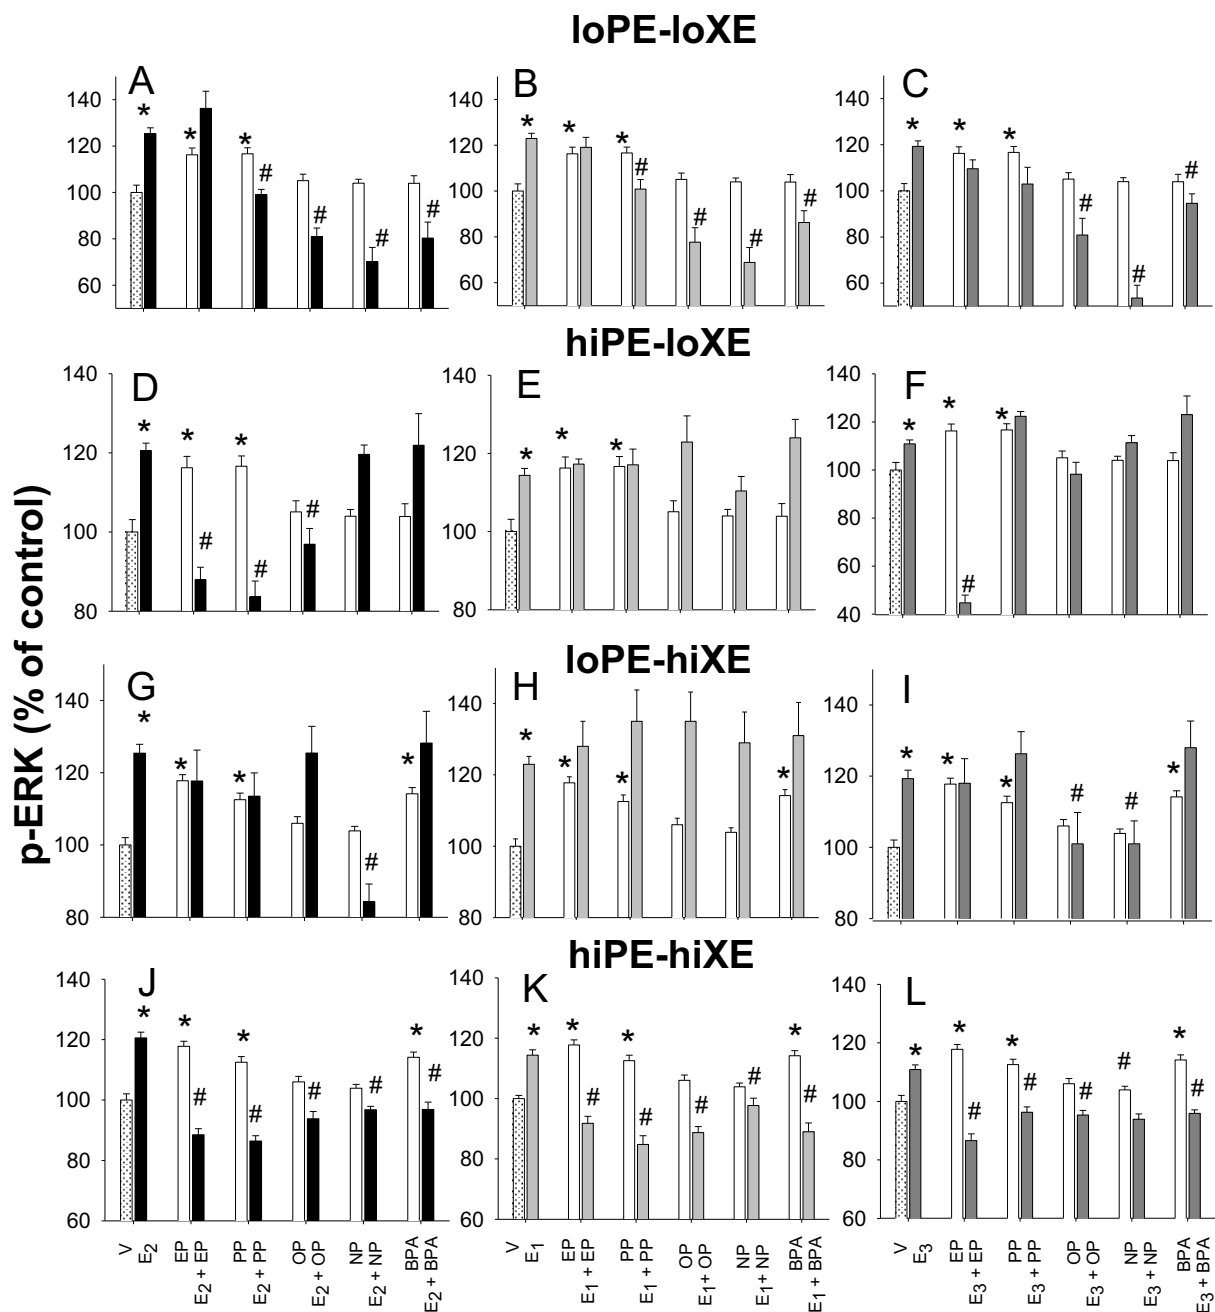 loPE-loXE
A
B
C
140
120
100
80
60
* * * # # # #
140
120
100
80
60
* * * # # # #
140
120
100
80
60
* * * # # #
hiPE-loXE
D
E
F
140
120
100
80
* * * # # #
140
120
100
80
* * *
140
120
100
80
60
40
* * * #
p-ERK (% of control)
loPE-hiXE
G
H
I
140
120
100
80
* * * # *
140
120
100
80
* * * *
140
120
100
80
* * * # # *
hiPE-hiXE
J
K
L
140
120
100
80
60
* * # * # # # * #
140
120
100
80
60
* * # * # # # * #
140
120
100
80
60
* * # * # # # * #
V
E2
EP
E2 + EP
PP
E2 + PP
OP
E2 + OP
NP
E2 + NP
BPA
E2 + BPA
V
E1
EP
E1 + EP
PP
E1 + PP
OP
E1+ OP
NP
E1+ NP
BPA
E1 + BPA
V
E3
EP
E3 + EP
PP
E3 + PP
OP
E3 + OP
NP
E3 + NP
BPA
E3 + BPA